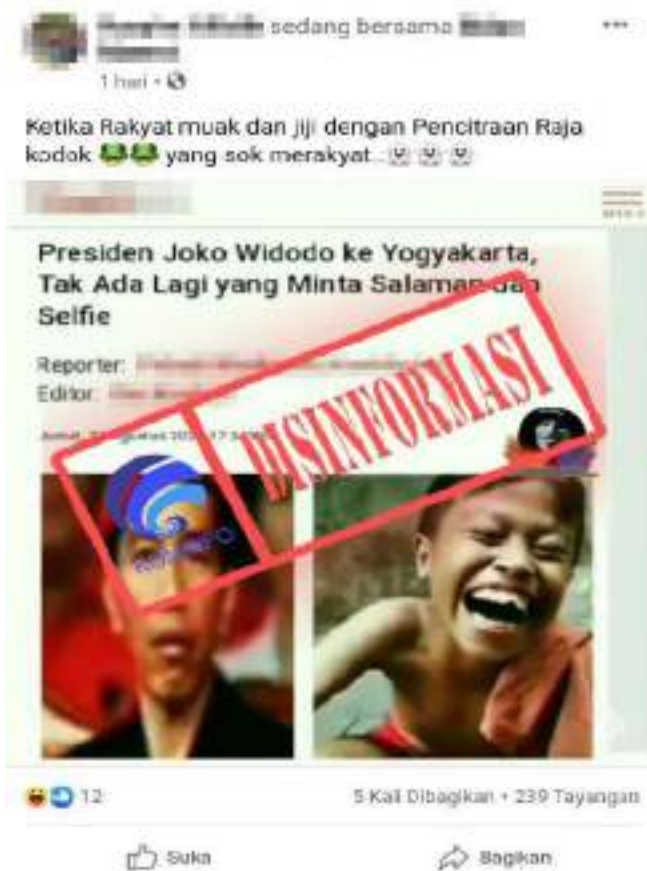 sedang bersama
1 hari
Ketika Rakyat muak dan jiji dengan Pencitraan Raja
kodok yang sok merakyat..
Presiden Joko Widodo ke Yogyakarta,
Tak Ada Lagi yang Minta Salaman dan
Selfie
Reporter:
Editor:
DISINFORMASI
KOMINFO
12
5 Kali Dibagikan • 239 Tayangan
Suka
Bagikan